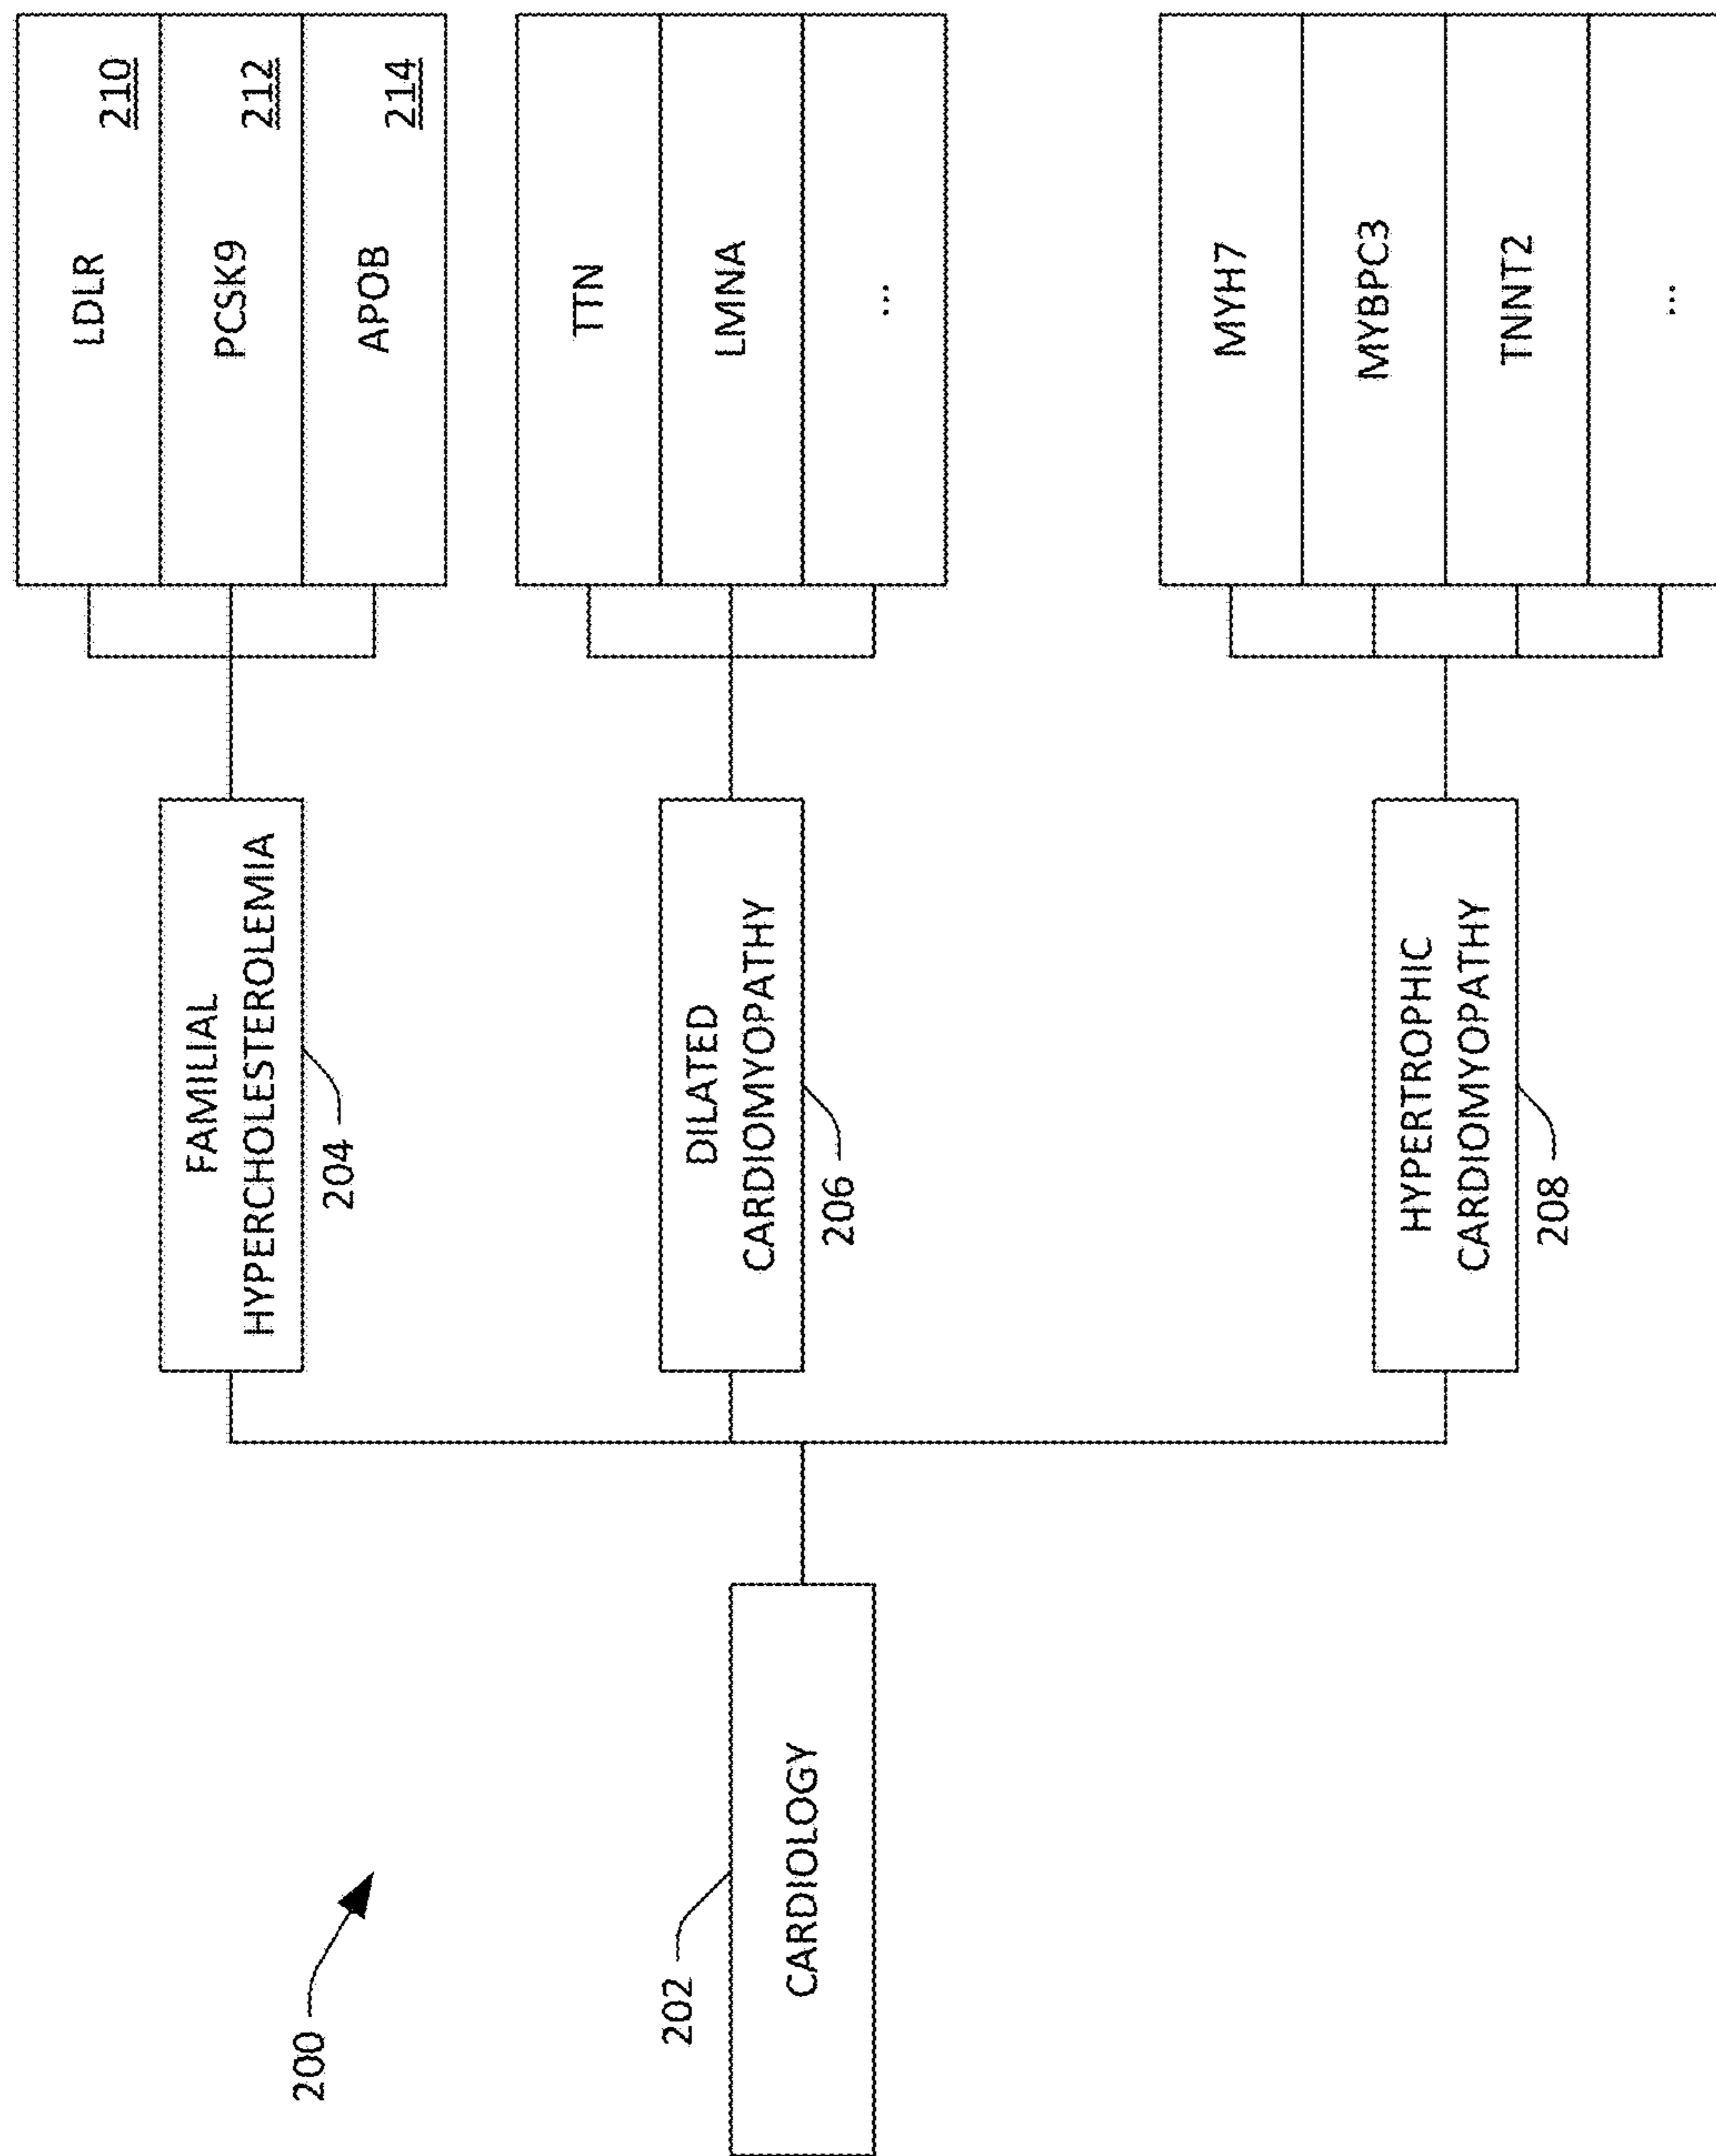 200
202
CARDIOLOGY
FAMILIAL
HYPERCHOLESTEROLEMIA
204
DILATED
CARDIOMYOPATHY
206
HYPERTROPHIC
CARDIOMYOPATHY
208
LDLR 210
PCSK9 212
APOB 214
TTN
LMNA
...
MYH7
MYBPC3
TNNT2
...